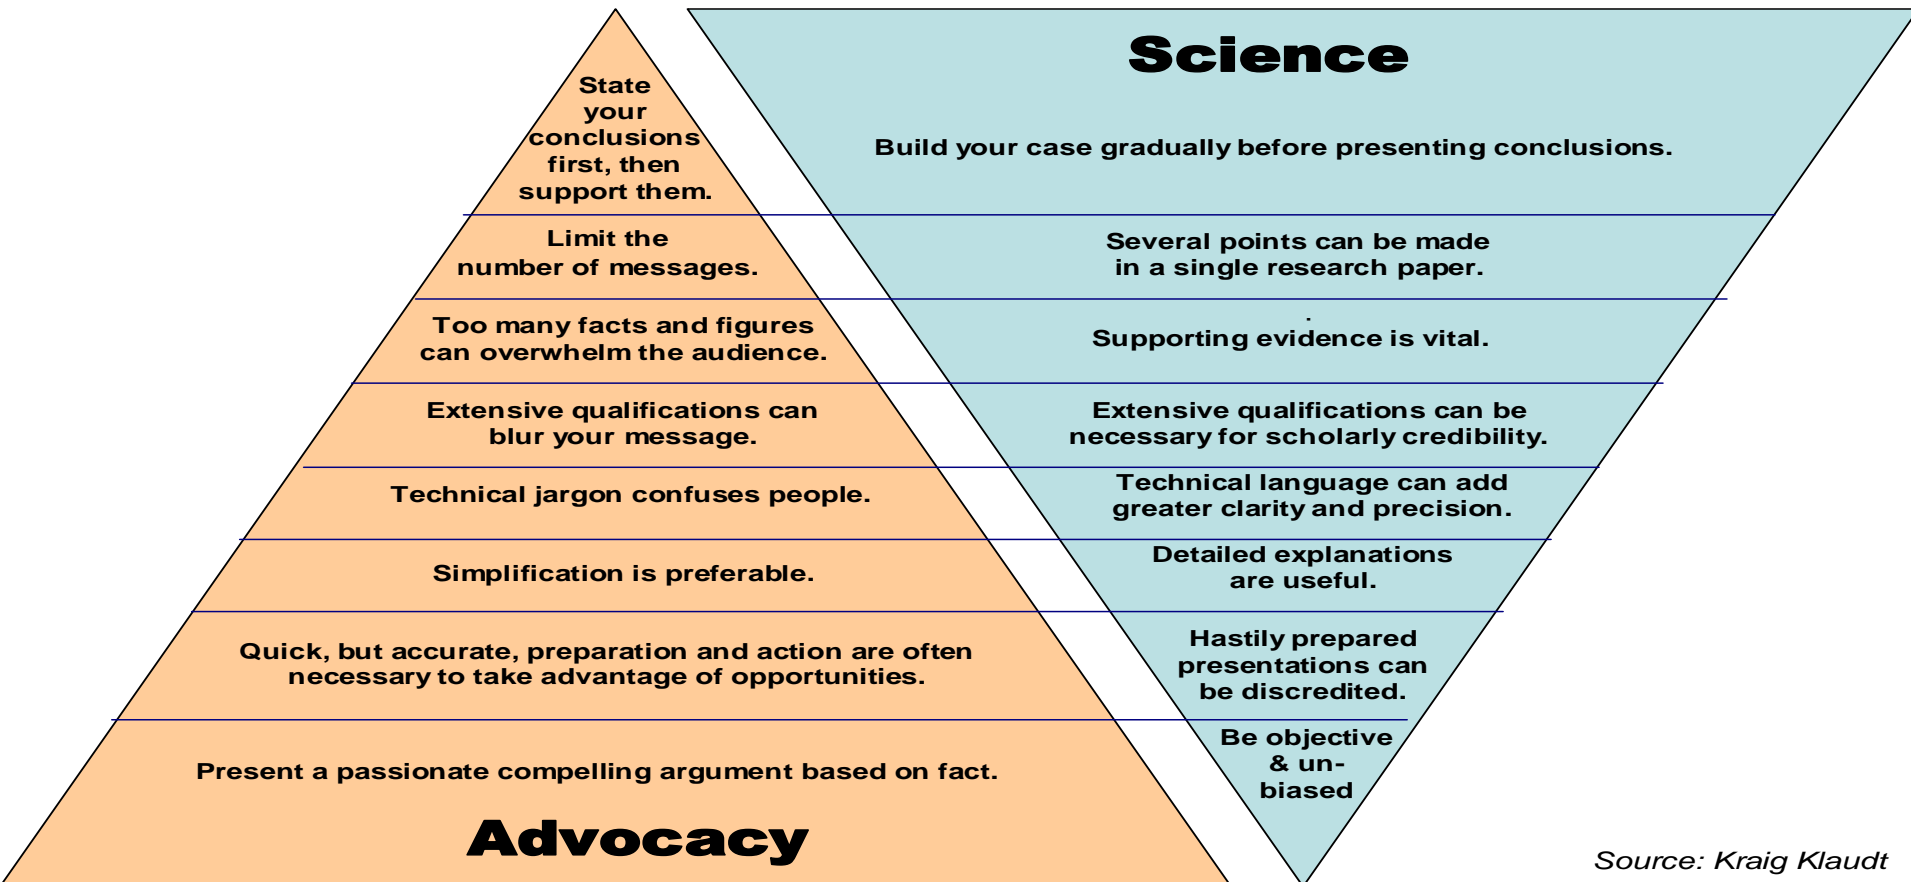 Science
State
your
conclusions
first, then
support them.
Build your case gradually before presenting conclusions.
Limit the
number of messages.
Several points can be made
in a single research paper.
Too many facts and figures
can overwhelm the audience.
.
Supporting evidence is vital.
Extensive qualifications can
blur your message.
Extensive qualifications can be
necessary for scholarly credibility.
Technical jargon confuses people.
Technical language can add
greater clarity and precision.
Simplification is preferable.
Detailed explanations
are useful.
Quick, but accurate, preparation and action are often
necessary to take advantage of opportunities.
Hastily prepared
presentations can
be discredited.
Present a passionate compelling argument based on fact.
Be objective
& un-
biased
Advocacy
Source: Kraig Klaudt